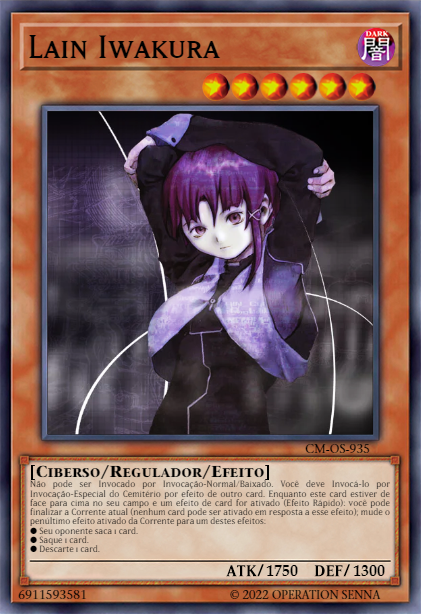 Lain Iwakura
DARK
闇
CM-OS-935
[Ciberso/Regulador/Efeito]
Não pode ser Invocado por Invocação-Normal/Baixado. Você deve Invocá-lo por
Invocação-Especial do Cemitério por efeito de outro card. Enquanto este card estiver de
face para cima no seu campo e um efeito de card for ativado (Efeito Rápido): você pode
finalizar a Corrente atual (nenhum card pode ser ativado em resposta a esse efeito); mude o
penúltimo efeito ativado da Corrente para um destes efeitos:
● Seu oponente saca 1 card.
● Saque 1 card.
● Descarte 1 card.
ATK/1750 DEF/1300
6911593581
© 2022 OPERATION SENNA